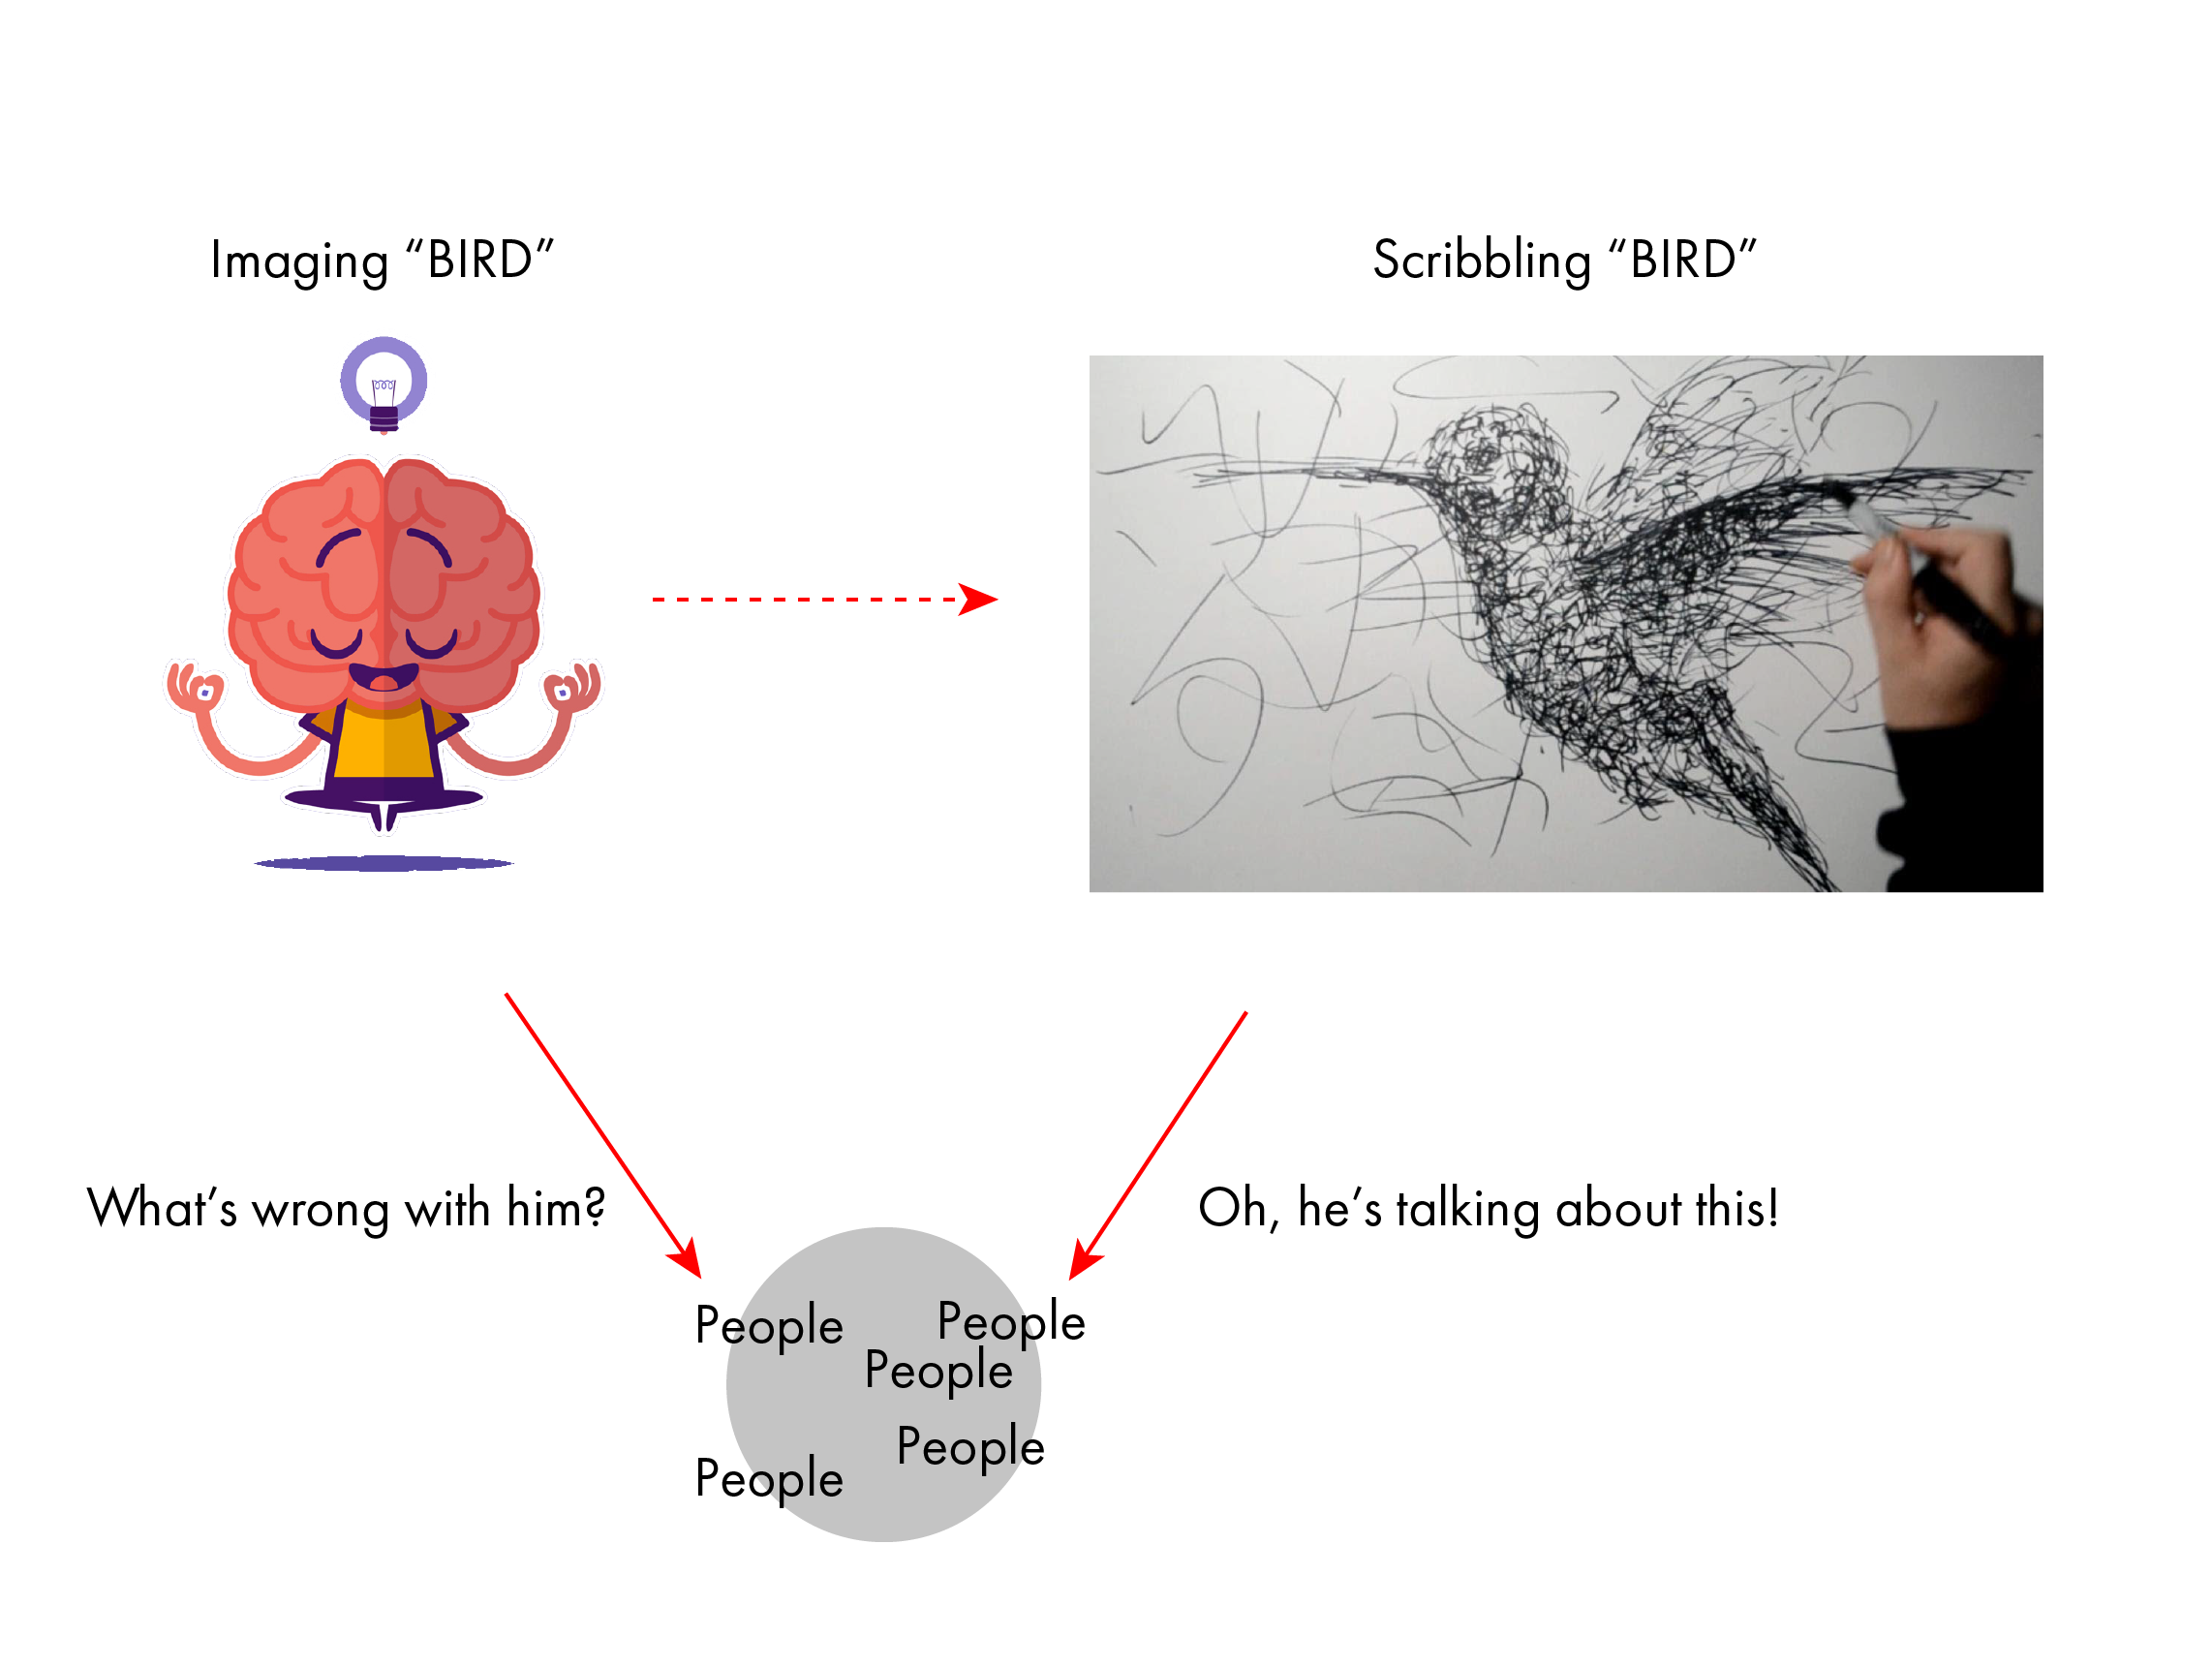 Imaging “BIRD”
Scribbling “BIRD”
What’s wrong with him?
Oh, he’s talking about this!
People
People
People
People
People